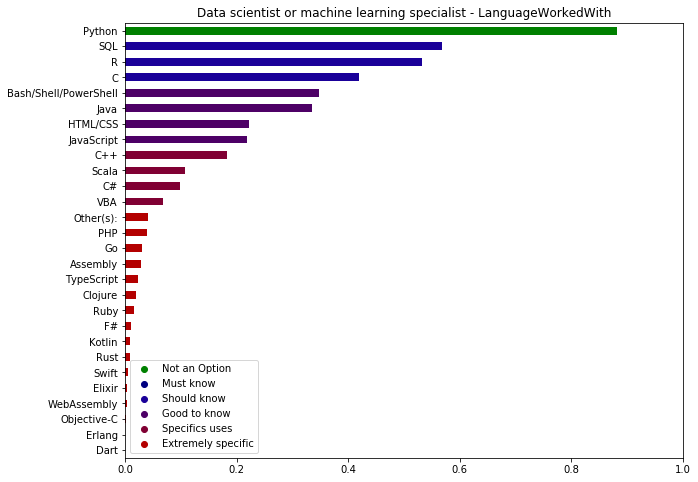 Data scientist or machine learning specialist - LanguageWorkedWith
Python
SQL
R
C
Bash/Shell/PowerShell
Java
HTML/CSS
JavaScript
C++
Scala
C#
VBA
Other(s):
PHP
Go
Assembly
TypeScript
Clojure
Ruby
F#
Kotlin
Rust
Swift
Elixir
WebAssembly
Objective-C
Erlang
Dart
Not an Option
Must know
Should know
Good to know
Specifics uses
Extremely specific
0.0 0.2 0.4 0.6 0.8 1.0